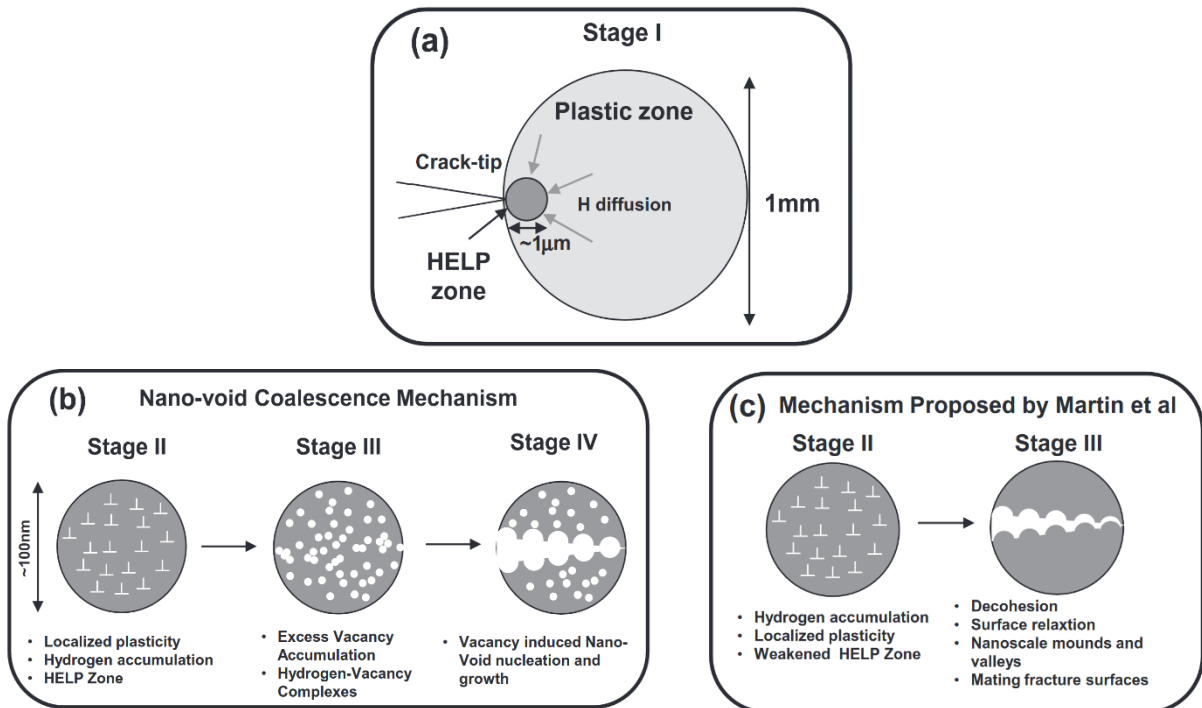 (a)
Stage I
Plastic zone
Crack-tip
H diffusion
1mm
~1μm
HELP
zone
(b)
Nano-void Coalescence Mechanism
Stage II
Stage III
Stage IV
~100nm
• Localized plasticity
• Hydrogen accumulation
• HELP Zone
• Excess Vacancy
Accumulation
• Hydrogen-Vacancy
Complexes
• Vacancy induced Nano-
Void nucleation and
growth
(c) Mechanism Proposed by Martin et al
Stage II
Stage III
• Hydrogen accumulation
• Localized plasticity
• Weakened HELP Zone
• Decohesion
• Surface relaxtion
• Nanoscale mounds and
valleys
• Mating fracture surfaces